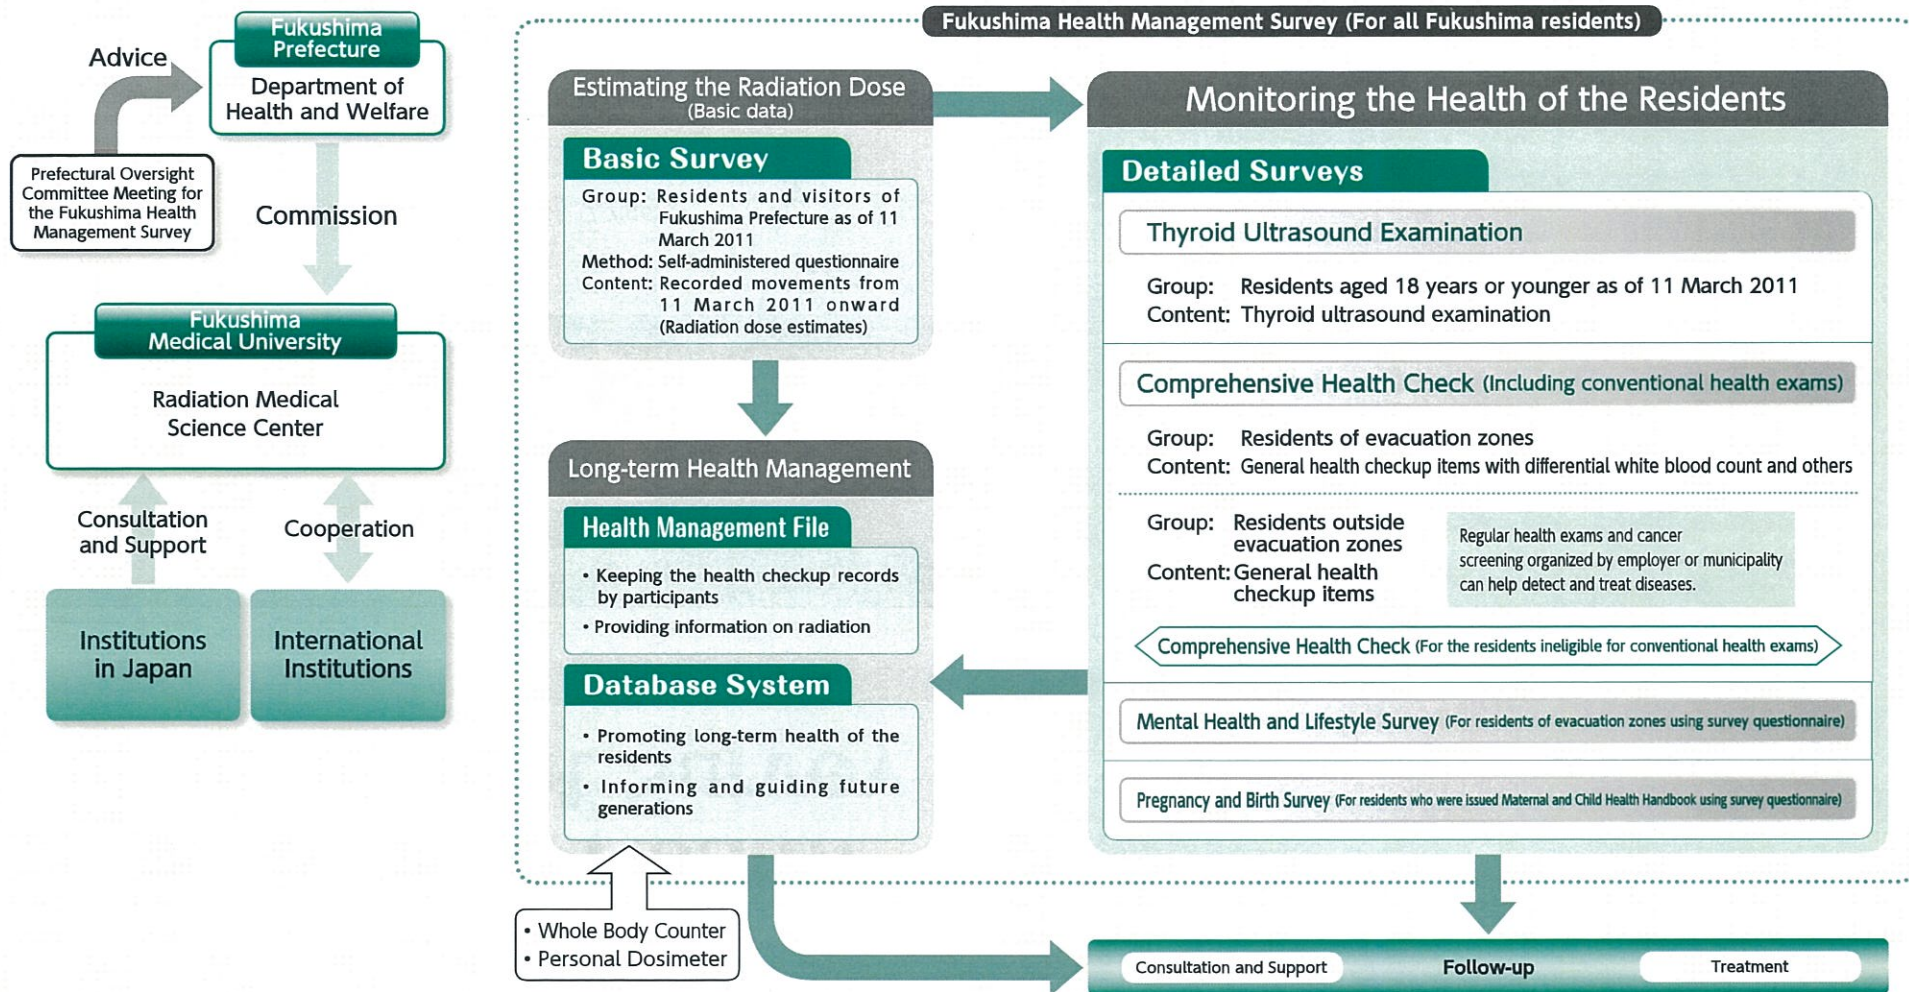 Fukushima
Prefecture
Department of
Health and Welfare
Advice
Prefectural Oversight
Committee Meeting for
the Fukushima Health
Management Survey
Commission
Fukushima
Medical University
Radiation Medical
Science Center
Consultation
and Support
Cooperation
Institutions
in Japan
International
Institutions
Fukushima Health Management Survey (For all Fukushima residents)
Estimating the Radiation Dose
(Basic data)
Basic Survey
Group: Residents and visitors of
Fukushima Prefecture as of 11
March 2011
Method: Self-administered questionnaire
Content: Recorded movements from
11 March 2011 onward
(Radiation dose estimates)
Long-term Health Management
Health Management File
• Keeping the health checkup records
by participants
• Providing information on radiation
Database System
• Promoting long-term health of the
residents
• Informing and guiding future
generations
• Whole Body Counter
• Personal Dosimeter
Monitoring the Health of the Residents
Detailed Surveys
Thyroid Ultrasound Examination
Group: Residents aged 18 years or younger as of 11 March 2011
Content: Thyroid ultrasound examination
Comprehensive Health Check (Including conventional health exams)
Group: Residents of evacuation zones
Content: General health checkup items with differential white blood count and others
Group: Residents outside
evacuation zones
Content: General health
checkup items
Regular health exams and cancer
screening organized by employer or municipality
can help detect and treat diseases.
Comprehensive Health Check (For the residents ineligible for conventional health exams)
Mental Health and Lifestyle Survey (For residents of evacuation zones using survey questionnaire)
Pregnancy and Birth Survey (For residents who were issued Maternal and Child Health Handbook using survey questionnaire)
Consultation and Support
Follow-up
Treatment